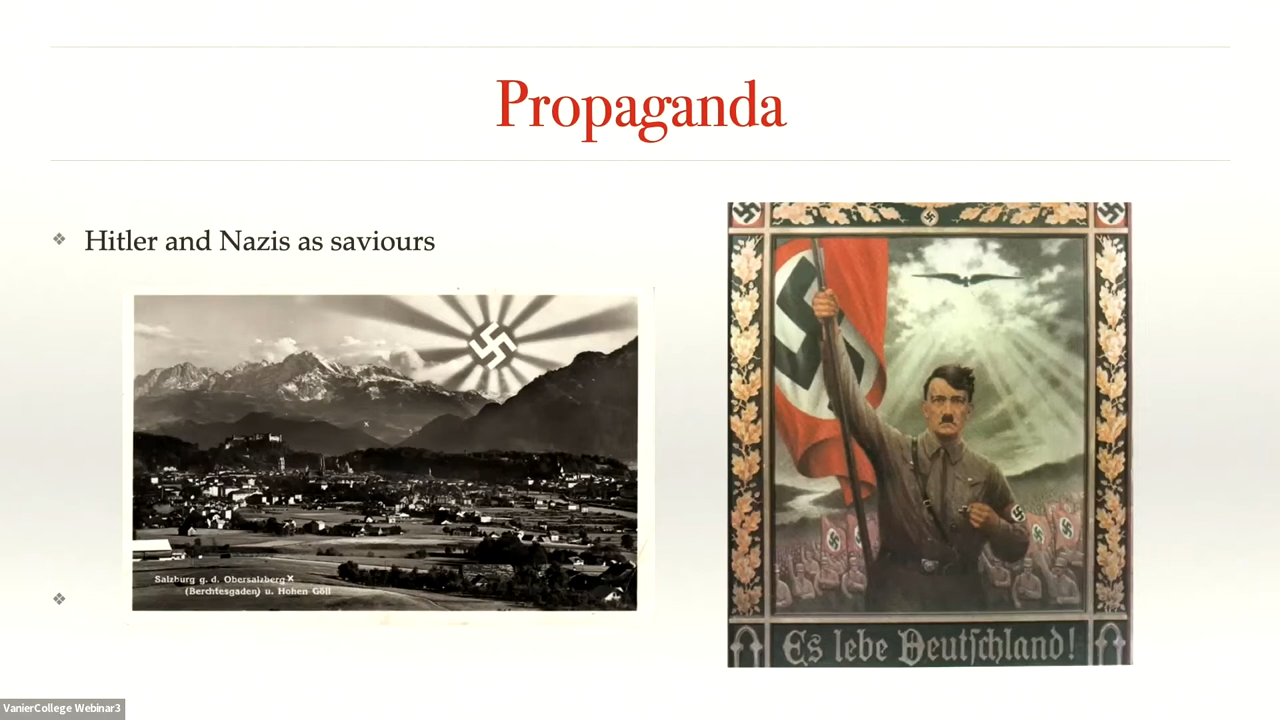 Propaganda
Hitler and Nazis as saviours
Salzburg g. d. Obersalzberg x
(Berchtesgaden) u. Hohen Göll
Es lebe Deutschland!
VanierCollege Webinar3